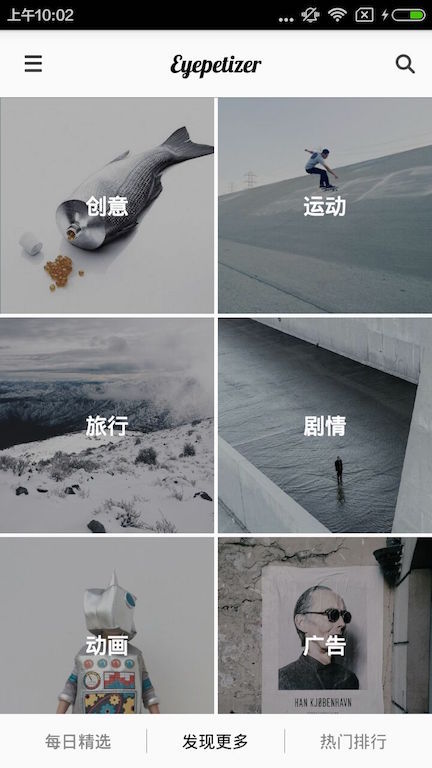 上午10:02
Eyepetizer
创意
运动
旅行
剧情
动画
广告
HAN KJØBENHAVN
每日精选
发现更多
热门排行